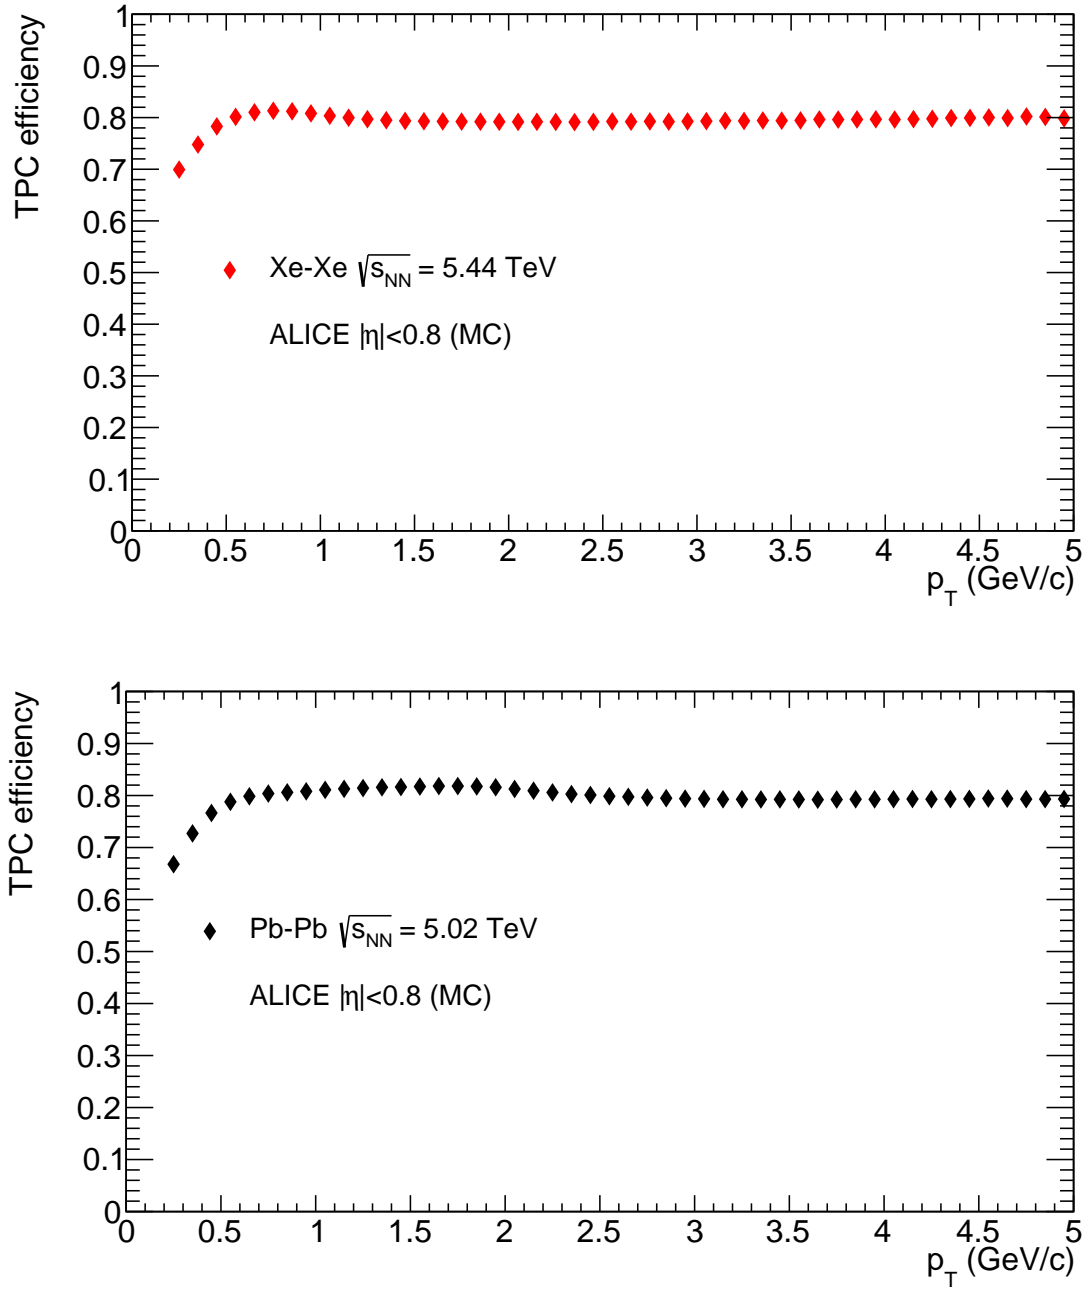 TPC efficiency
1
0.9
0.8
0.7
0.6
0.5
0.4
0.3
0.2
0.1
0
Xe-Xe √sNN = 5.44 TeV
ALICE |η|<0.8 (MC)
0 0.5 1 1.5 2 2.5 3 3.5 4 4.5 5
pT (GeV/c)
TPC efficiency
1
0.9
0.8
0.7
0.6
0.5
0.4
0.3
0.2
0.1
0
Pb-Pb √sNN = 5.02 TeV
ALICE |η|<0.8 (MC)
0 0.5 1 1.5 2 2.5 3 3.5 4 4.5 5
pT (GeV/c)